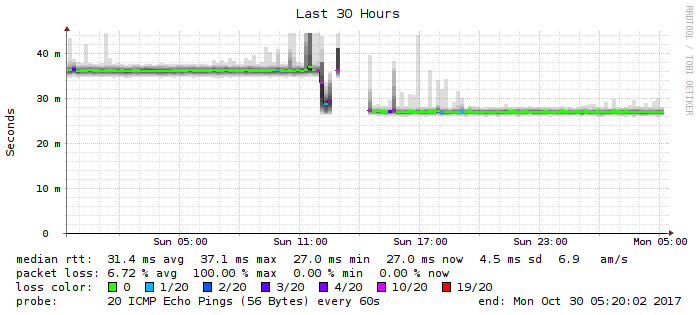 Last 30 Hours
RRDTOOL / TOBI OETIKER
Seconds
40 m
30 m
20 m
10 m
0
Sun 05:00 Sun 11:00 Sun 17:00 Sun 23:00 Mon 05:00
median rtt: 31.4 ms avg 37.1 ms max 27.0 ms min 27.0 ms now 4.5 ms sd 6.9 am/s
packet loss: 6.72 % avg 100.00 % max 0.00 % min 0.00 % now
loss color: 0 1/20 2/20 3/20 4/20 10/20 19/20
probe: 20 ICMP Echo Pings (56 Bytes) every 60s end: Mon Oct 30 05:20:02 2017